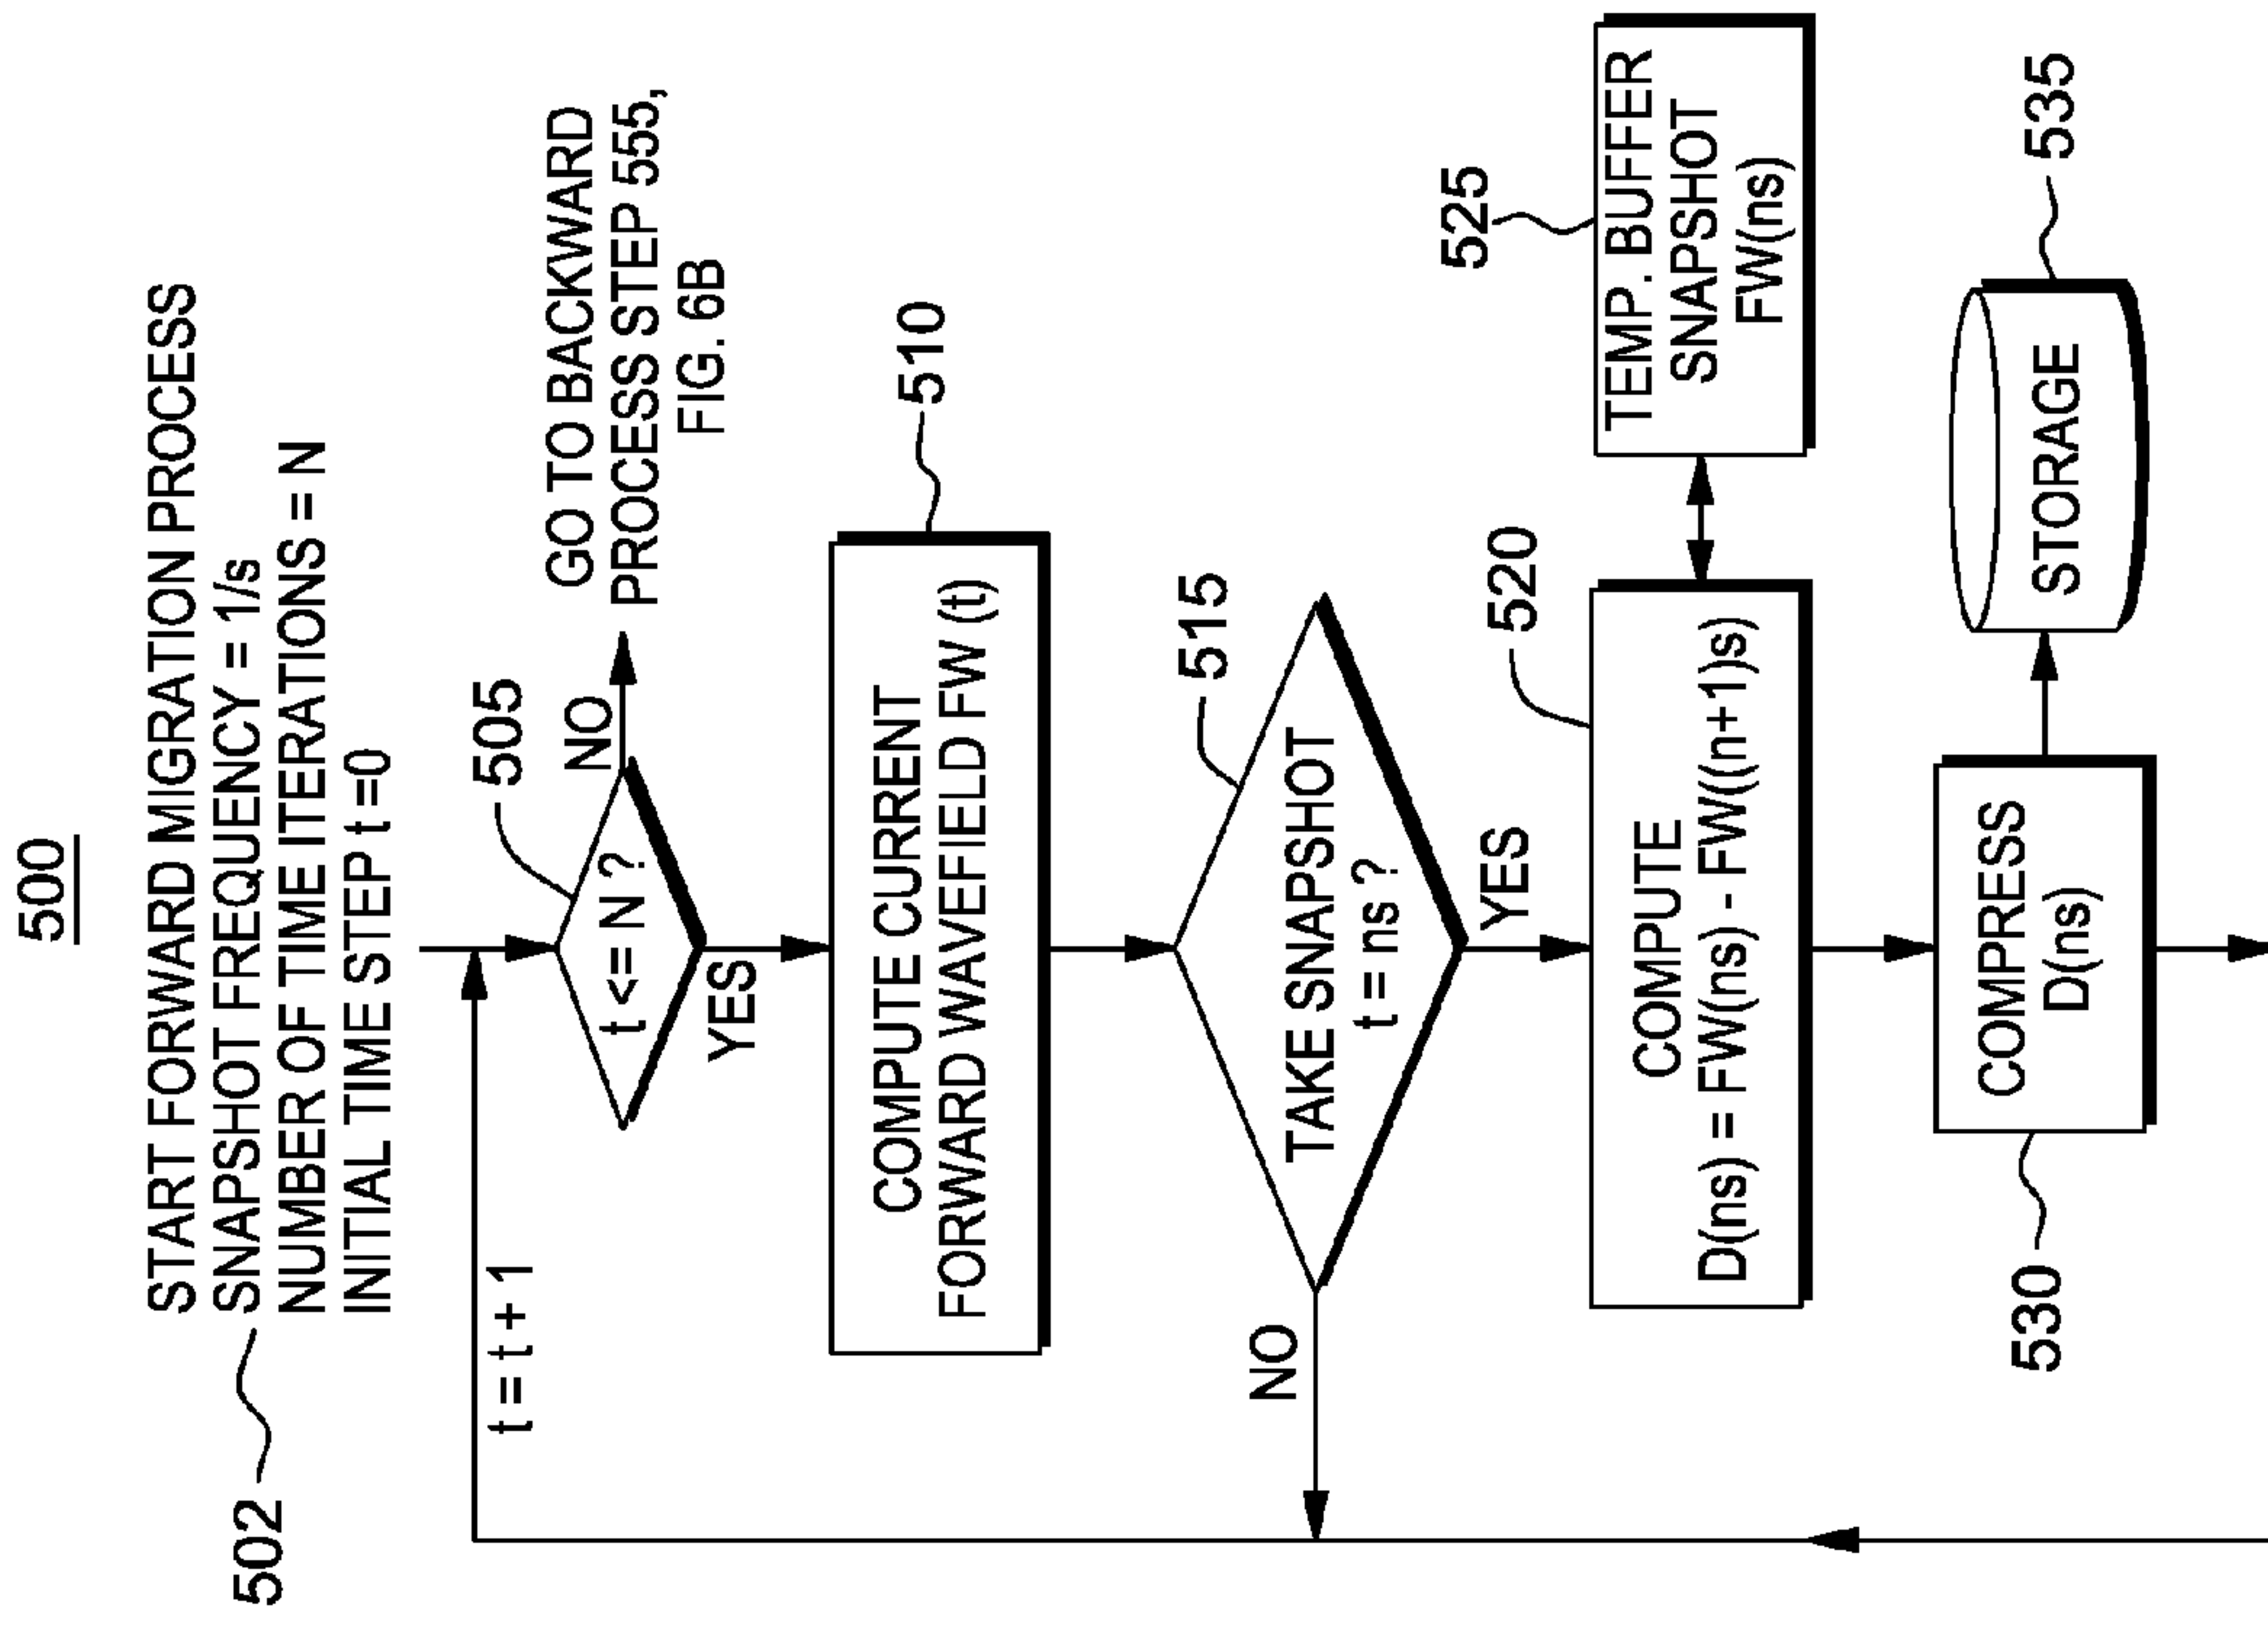 500
START FORWARD MIGRATION PROCESS
SNAPSHOT FREQUENCY = 1/s
NUMBER OF TIME ITERATIONS = N
INITIAL TIME STEP t =0
502
t = t + 1
505
t <= N ?
NO
GO TO BACKWARD
PROCESS STEP 555,
FIG. 6B
YES
510
COMPUTE CURRENT
FORWARD WAVEFIELD FW (t)
515
TAKE SNAPSHOT
t = ns ?
NO
YES
520
COMPUTE
D(ns) = FW(ns) - FW((n+1)s)
525
TEMP. BUFFER
SNAPSHOT
FW(ns)
530
COMPRESS
D(ns)
535
STORAGE